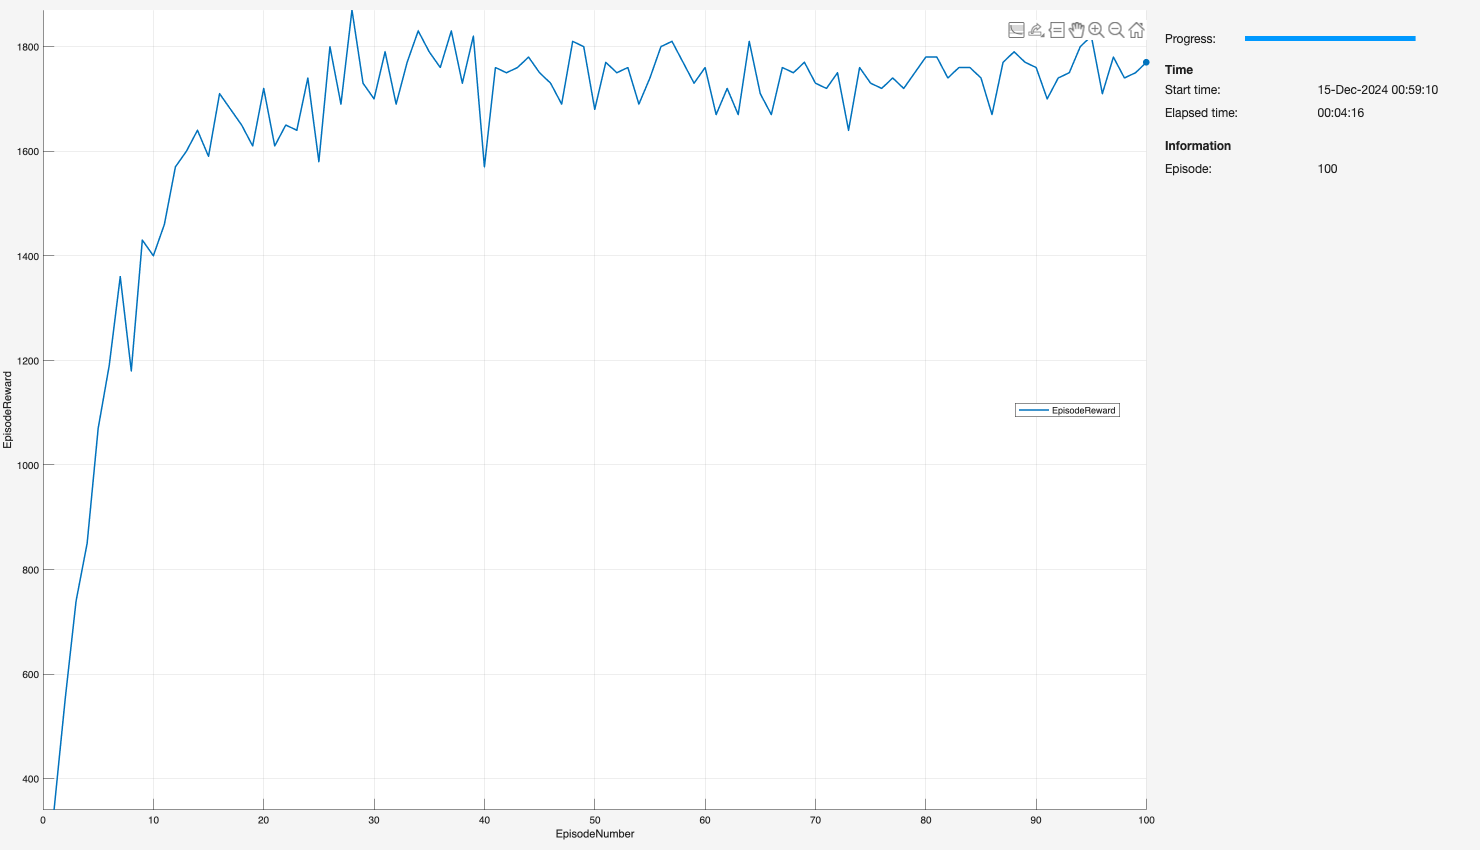 1800
1600
1400
1200
1000
800
600
400
EpisodeReward
0 10 20 30 40 50 60 70 80 90 100
EpisodeNumber
EpisodeReward
Progress:
Time
Start time: 15-Dec-2024 00:59:10
Elapsed time: 00:04:16
Information
Episode: 100